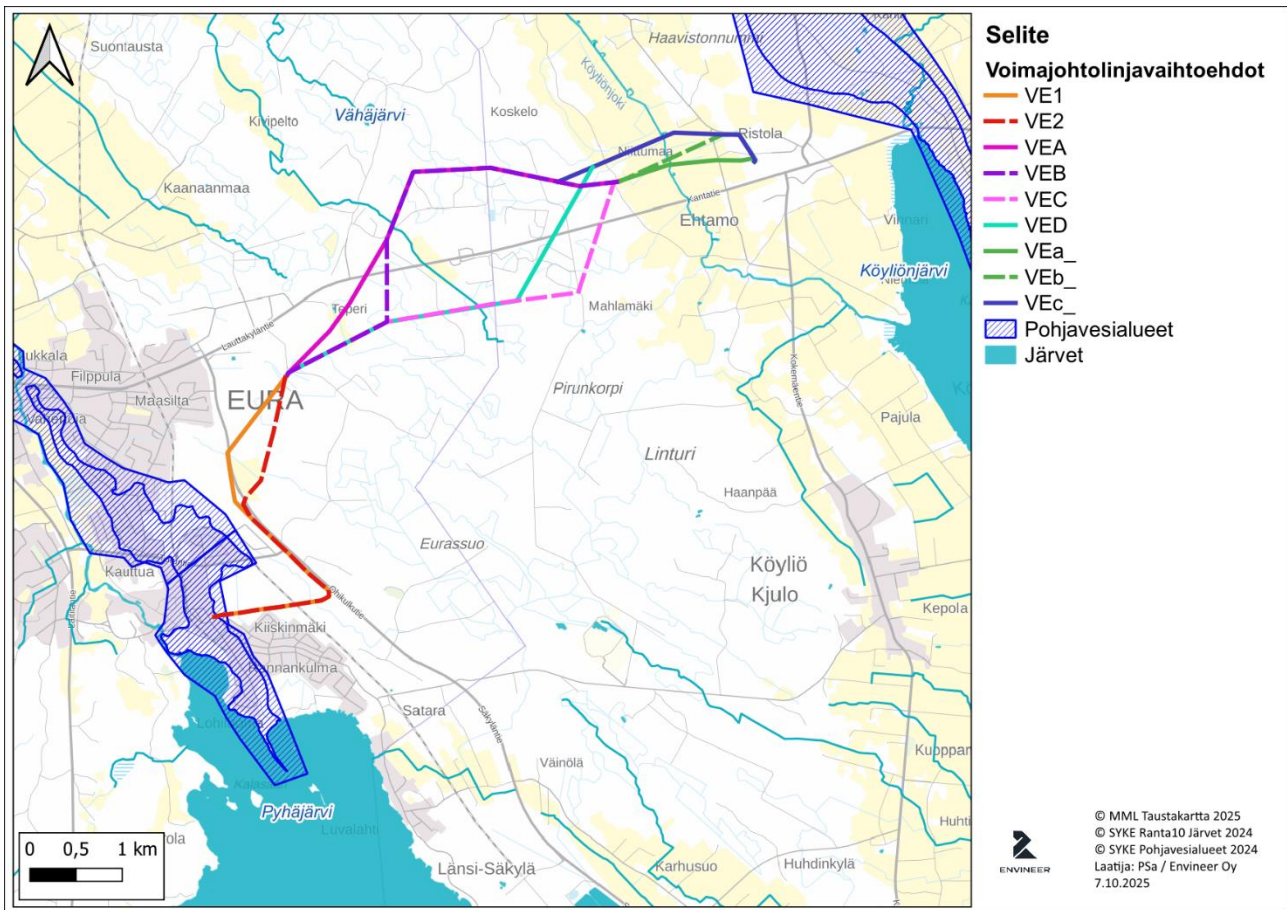 Suontausta
Haavistonnummi
Köyliönjoki
Vähäjärvi
Koskelo
Kivipelto
Ristola
Niittumaa
Kaanaanmaa
Kantatie
Ehtamo
Vinnari
Köyliönjärvi
Teperi
Mahlamäki
Lauttakyläntie
Kokemäentie
Filppula
Maasilta
EURA
Pirunkorpi
Pajula
Linturi
Haanpää
Eurassuo
Köyliö
Kjulo
Kauttua
Ohikulkutie
Kepola
Kiiskinmäki
Satara
Säkyläntie
Väinölä
Pyhäjärvi
Luvalahti
Länsi-Säkylä
Karhusuo
Huhdinkylä
0 0,5 1 km
Selite
Voimajohtolinjavaihtoehdot
VE1
VE2
VEA
VEB
VEC
VED
VEa_
VEb_
VEc_
Pohjavesialueet
Järvet
ENVINEER
© MML Taustakartta 2025
© SYKE Ranta10 Järvet 2024
© SYKE Pohjavesialueet 2024
Laatija: PSa / Envineer Oy
7.10.2025